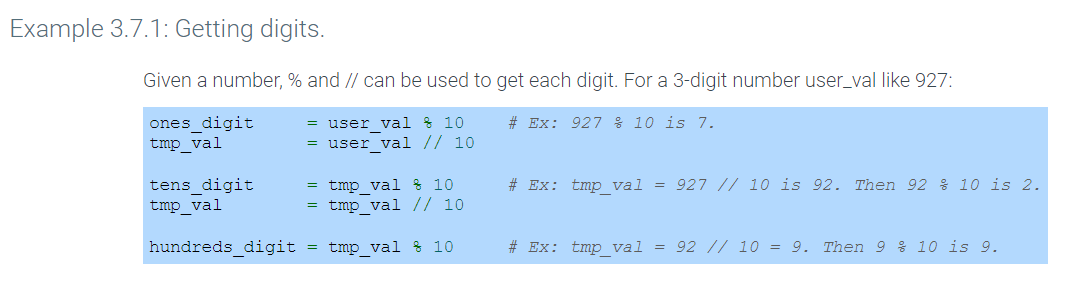 Example 3.7.1: Getting digits.
Given a number, % and // can be used to get each digit. For a 3-digit number user_val like 927:
ones_digit = user_val % 10 # Ex: 927 % 10 is 7.
tmp_val = user_val // 10
tens_digit = tmp_val % 10 # Ex: tmp_val = 927 // 10 is 92. Then 92 % 10 is 2.
tmp_val = tmp_val // 10
hundreds_digit = tmp_val % 10 # Ex: tmp_val = 92 // 10 = 9. Then 9 % 10 is 9.